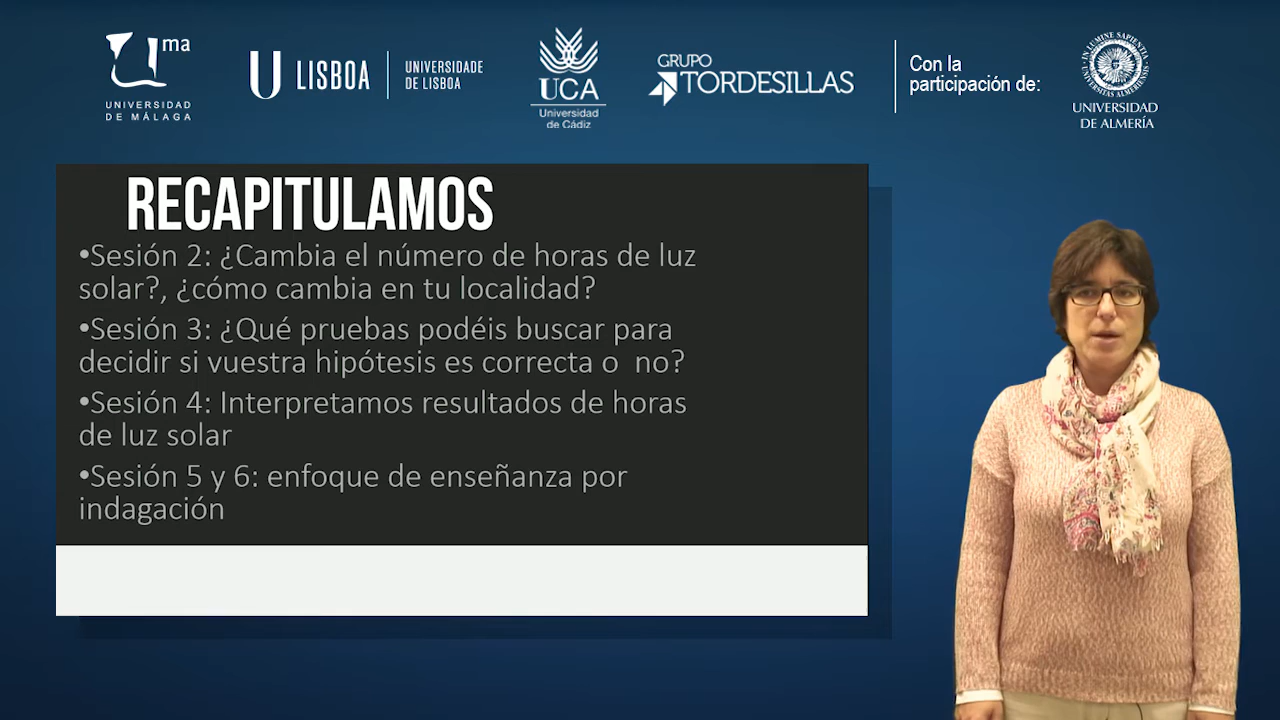 ma
UNIVERSIDAD
DE MÁLAGA
U LISBOA
UNIVERSIDADE
DE LISBOA
UCA
Universidad
de Cádiz
GRUPO
TORDESILLAS
Con la
participación de:
IN LUMINE SAPIENTIA
UNIVERSIDAD
DE ALMERÍA
RECAPITULAMOS
•Sesión 2: ¿Cambia el número de horas de luz
solar?, ¿cómo cambia en tu localidad?
•Sesión 3: ¿Qué pruebas podéis buscar para
decidir si vuestra hipótesis es correcta o  no?
•Sesión 4: Interpretamos resultados de horas
de luz solar
•Sesión 5 y 6: enfoque de enseñanza por
indagación